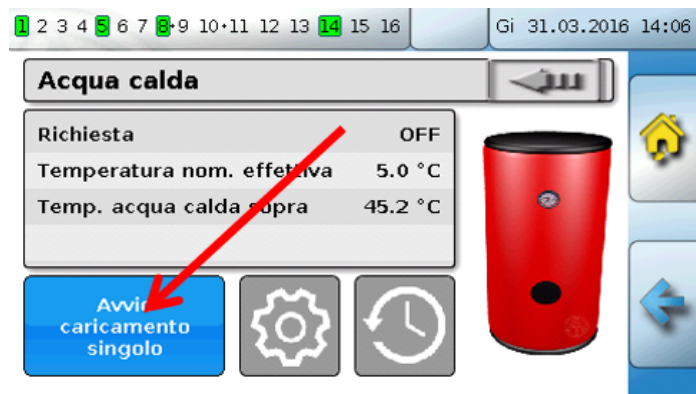 1 2 3 4 5 6 7 8•9 10•11 12 13 14 15 16
Gi 31.03.2016 14:06
Acqua calda
Richiesta OFF
Temperatura nom. effettiva 5.0 °C
Temp. acqua calda sopra 45.2 °C
Avvio
caricamento
singolo